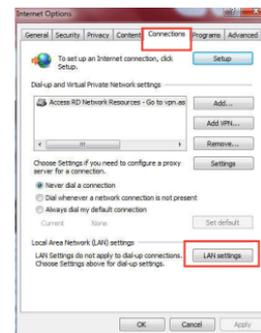 Internet Options
General Security Privacy Content Connections Programs Advanced
To set up an Internet connection, click Setup.
Setup
Dial-up and Virtual Private Network settings
Access RD Network Resources - Go to vpn.as
Add...
Add VPN...
Remove...
Choose Settings if you need to configure a proxy server for a connection.
Settings
Never dial a connection
Dial whenever a network connection is not present
Always dial my default connection
Current None
Set default
Local Area Network (LAN) settings
LAN Settings do not apply to dial-up connections. Choose Settings above for dial-up settings.
LAN settings
OK Cancel Apply